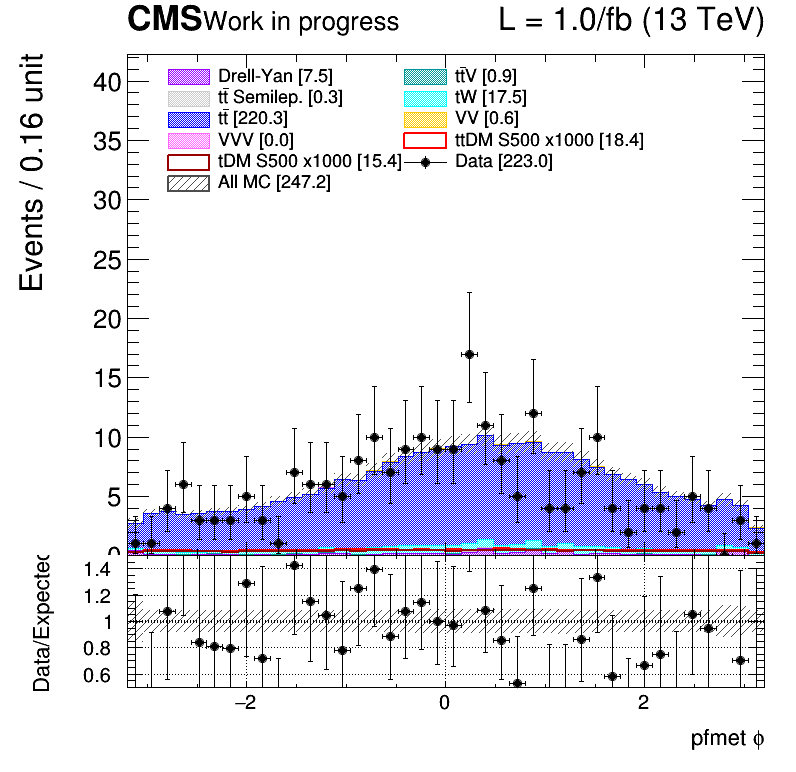 CMS Work in progress L = 1.0/fb (13 TeV)
Events / 0.16 unit
40
35
30
25
20
15
10
5
0
Drell-Yan [7.5] tt̄V [0.9]
tt̄ Semilep. [0.3] tW [17.5]
tt̄ [220.3] VV [0.6]
VVV [0.0] ttDM S500 x1000 [18.4]
tDM S500 x1000 [15.4] Data [223.0]
All MC [247.2]
Data/Expected
1.4
1.2
1
0.8
0.6
−2 0 2
pfmet ϕ